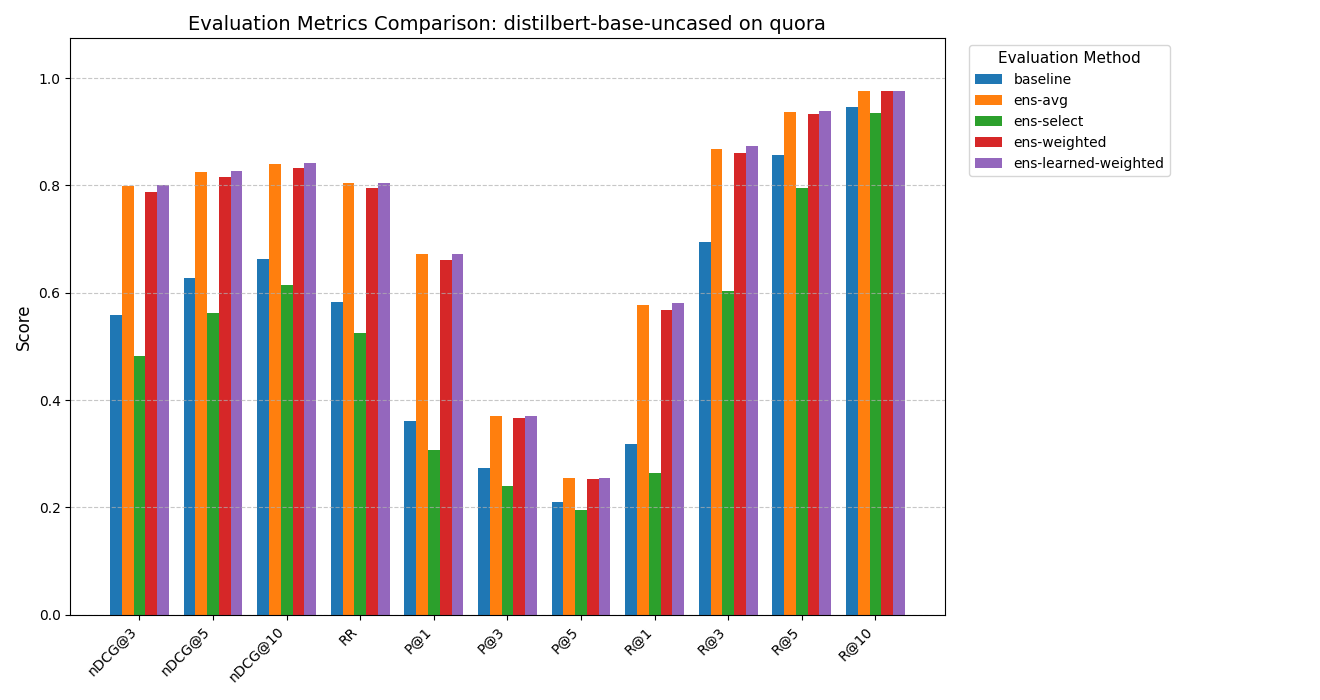 Evaluation Metrics Comparison: distilbert-base-uncased on quora
Evaluation Method
baseline
ens-avg
ens-select
ens-weighted
ens-learned-weighted
Score
1.0
0.8
0.6
0.4
0.2
0.0
nDCG@3
nDCG@5
nDCG@10
RR
P@1
P@3
P@5
R@1
R@3
R@5
R@10